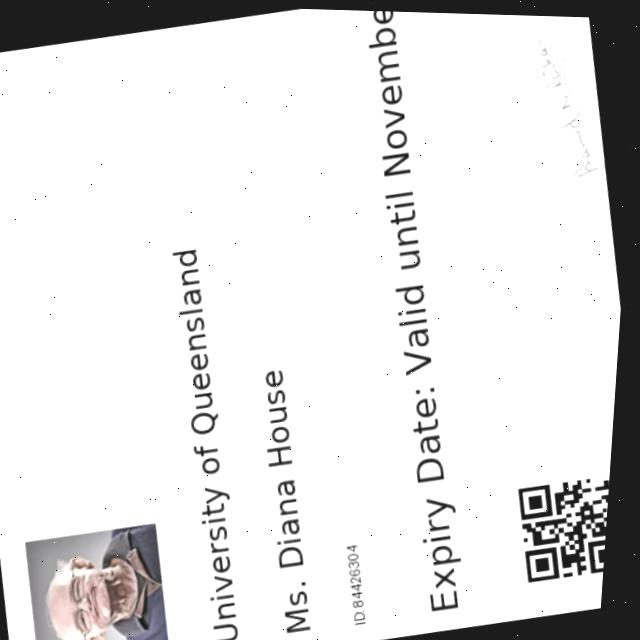 University of Queensland
Ms. Diana House
ID:84426304
Expiry Date: Valid until Novembe